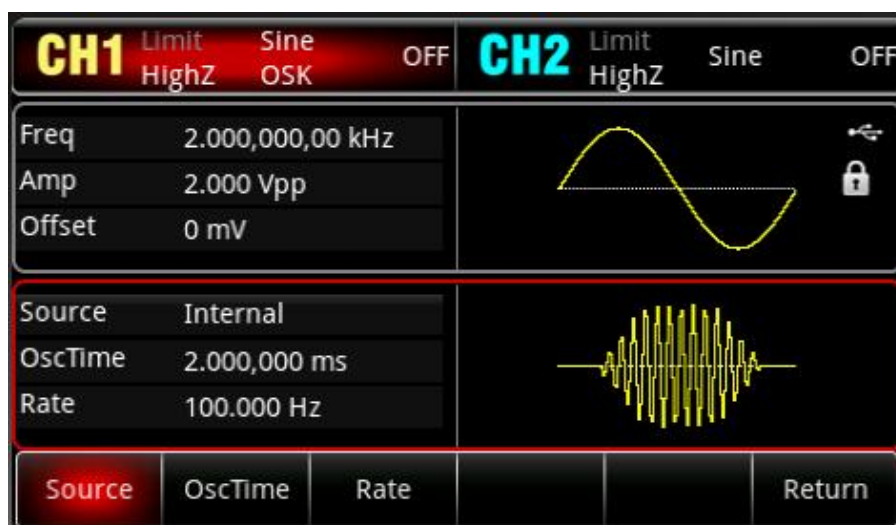 CH1 Limit Sine OFF CH2 Limit Sine OFF
HighZ OSK HighZ
Freq 2.000,000,00 kHz
Amp 2.000 Vpp
Offset 0 mV
Source Internal
OscTime 2.000,000 ms
Rate 100.000 Hz
Source OscTime Rate Return